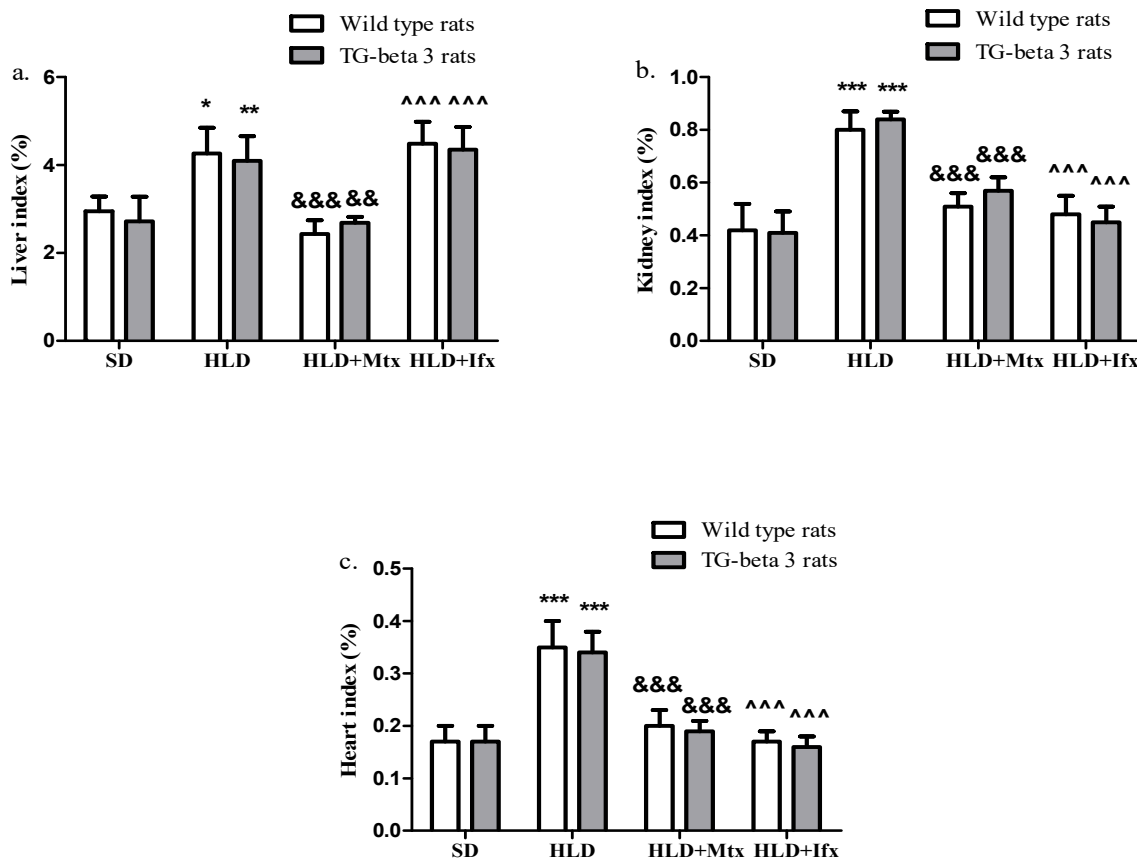 Wild type rats
TG-beta 3 rats
a.
Liver index (%)
6
4
2
0
* ** &&& && ^^^ ^^^
SD HLD HLD+Mtx HLD+Ifx
Wild type rats
TG-beta 3 rats
b.
Kidney index (%)
1.0
0.8
0.6
0.4
0.2
0.0
*** *** &&& &&& ^^^ ^^^
SD HLD HLD+Mtx HLD+Ifx
Wild type rats
TG-beta 3 rats
c.
Heart index (%)
0.5
0.4
0.3
0.2
0.1
0.0
*** *** &&& &&& ^^^ ^^^
SD HLD HLD+Mtx HLD+Ifx